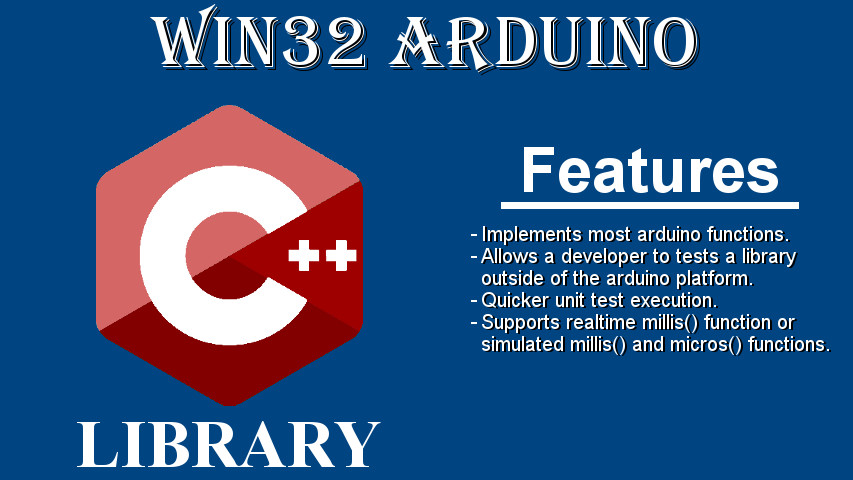 WIN32 ARDUINO
C++
LIBRARY
Features
- Implements most arduino functions.
- Allows a developer to tests a library
outside of the arduino platform.
- Quicker unit test execution.
- Supports realtime millis() function or
simulated millis() and micros() functions.